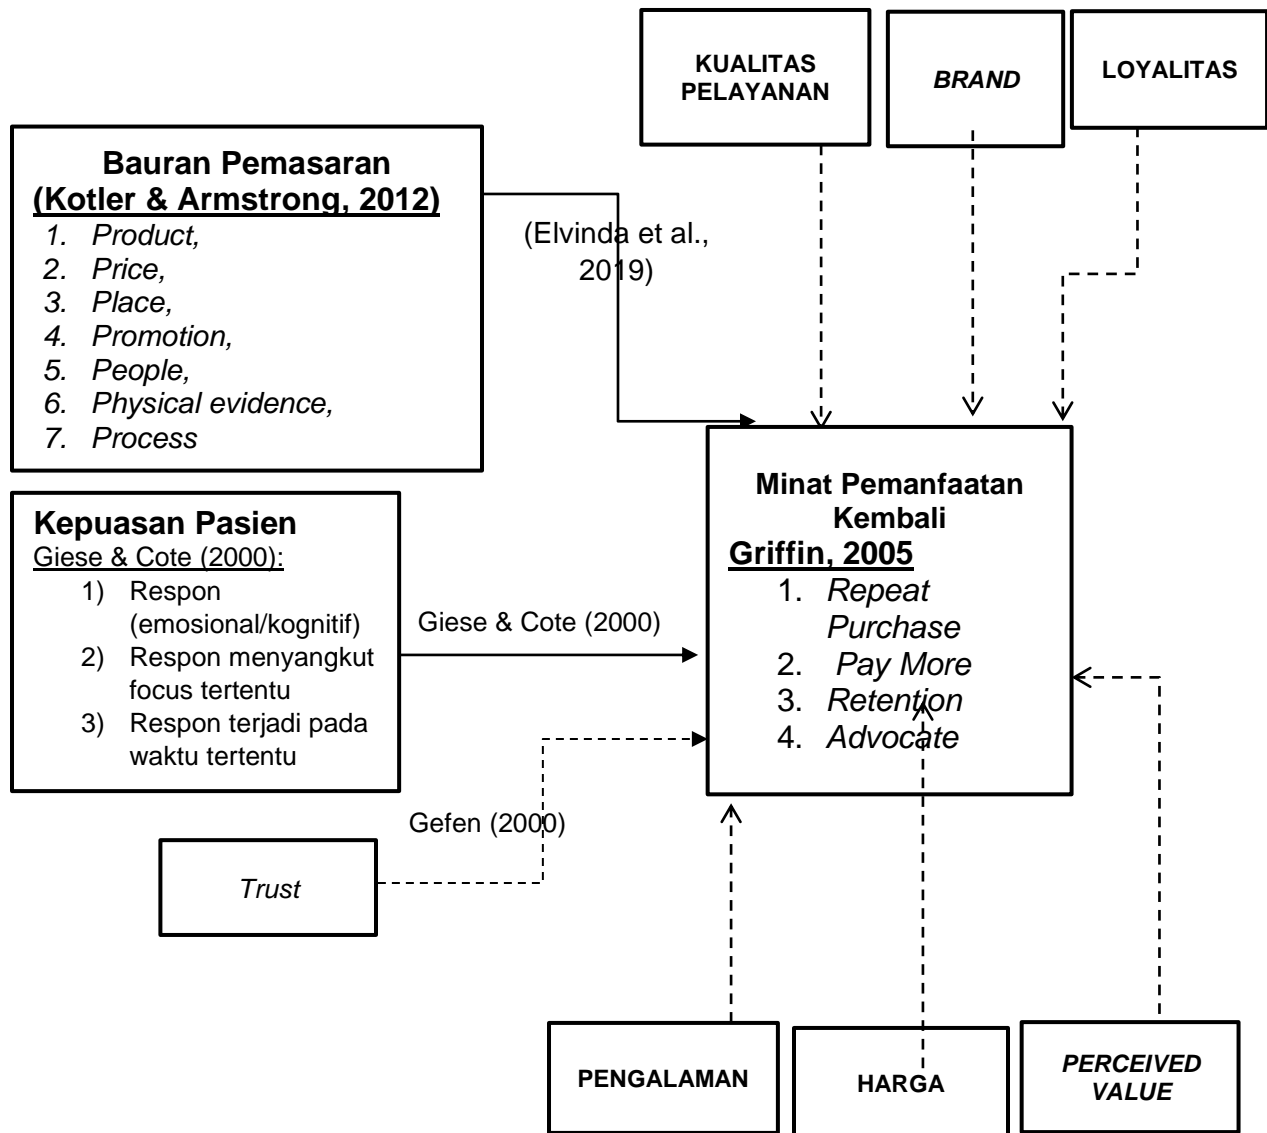 KUALITAS
PELAYANAN
BRAND
LOYALITAS
Bauran Pemasaran
(Kotler & Armstrong, 2012)
1. Product,
2. Price,
3. Place,
4. Promotion,
5. People,
6. Physical evidence,
7. Process
(Elvinda et al.,
2019)
Kepuasan Pasien
Giese & Cote (2000):
1) Respon
(emosional/kognitif)
2) Respon menyangkut
focus tertentu
3) Respon terjadi pada
waktu tertentu
Giese & Cote (2000)
Minat Pemanfaatan
Kembali
Griffin, 2005
1. Repeat
Purchase
2. Pay More
3. Retention
4. Advocate
Gefen (2000)
Trust
PENGALAMAN
HARGA
PERCEIVED
VALUE